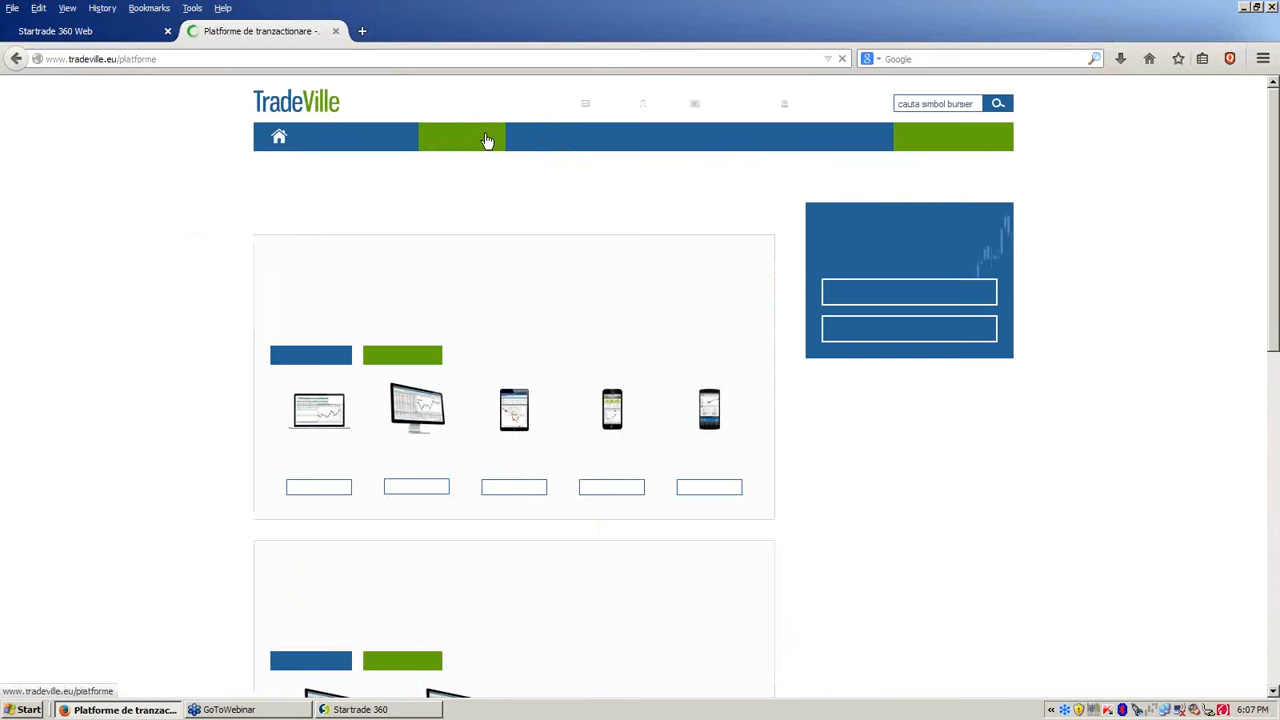 File Edit View History Bookmarks Tools Help
Startrade 360 Web
Platforme de tranzactionare -...
www.tradeville.eu/platforme
Google
TradeVille
cauta simbol bursier
www.tradeville.eu/platforme
Start
Platforme de tranzac...
GoToWebinar
Startrade 360
6:07 PM